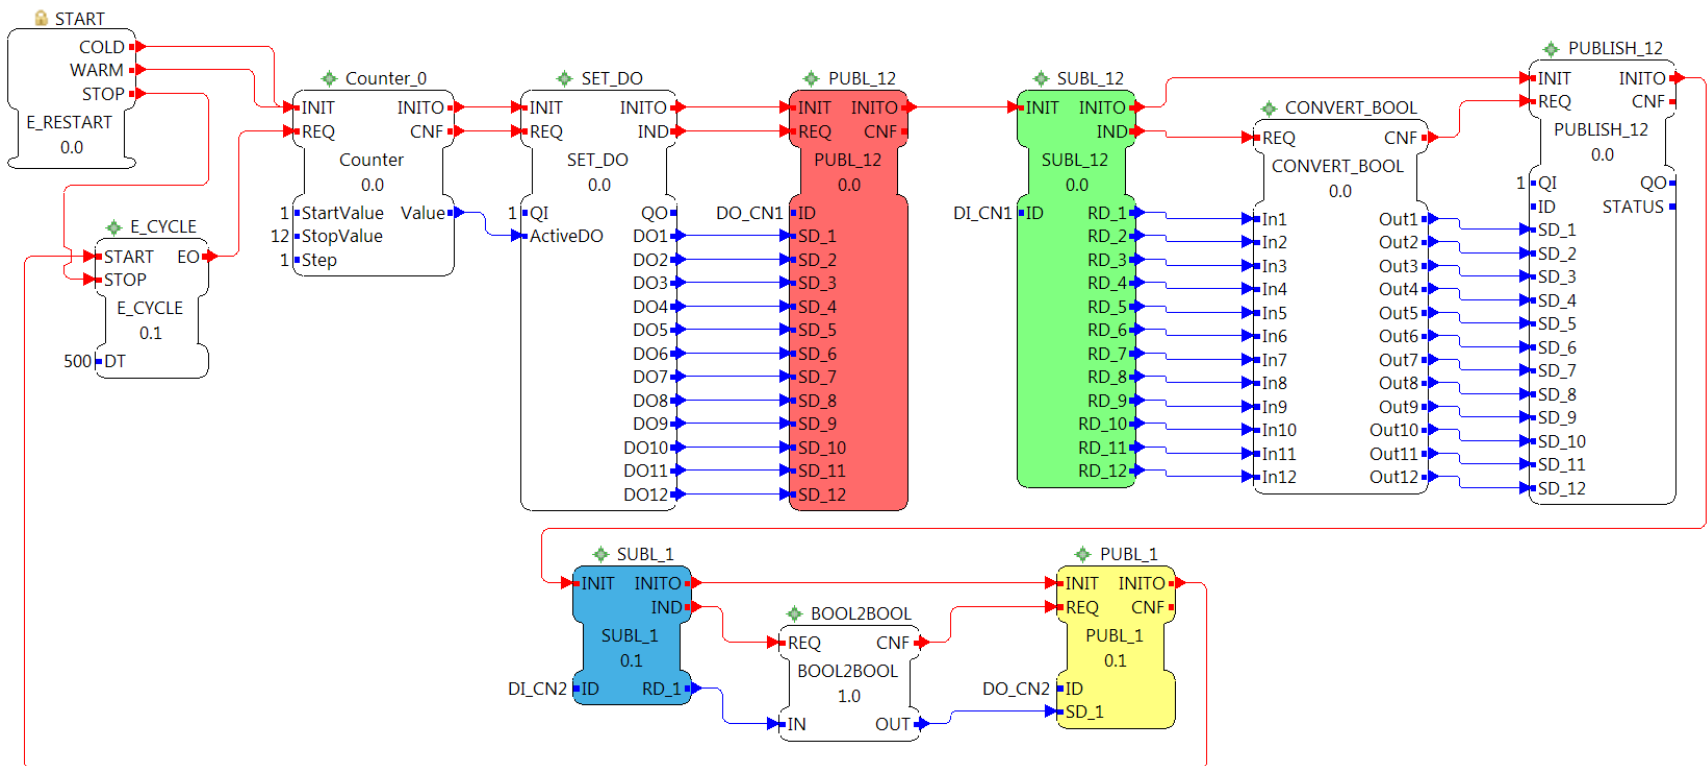 START
COLD
WARM
STOP
E_RESTART
0.0
E_CYCLE
START EO
STOP
E_CYCLE
0.1
500 DT
Counter_0
INIT INITO
REQ CNF
Counter
0.0
1 StartValue Value
12 StopValue
1 Step
SET_DO
INIT INITO
REQ IND
SET_DO
0.0
1 QI QO
ActiveDO DO1
DO2
DO3
DO4
DO5
DO6
DO7
DO8
DO9
DO10
DO11
DO12
PUBL_12
INIT INITO
REQ CNF
PUBL_12
0.0
DO_CN1 ID
SD_1
SD_2
SD_3
SD_4
SD_5
SD_6
SD_7
SD_8
SD_9
SD_10
SD_11
SD_12
SUBL_12
INIT INITO
IND
SUBL_12
0.0
DI_CN1 ID RD_1
RD_2
RD_3
RD_4
RD_5
RD_6
RD_7
RD_8
RD_9
RD_10
RD_11
RD_12
CONVERT_BOOL
REQ CNF
CONVERT_BOOL
0.0
In1 Out1
In2 Out2
In3 Out3
In4 Out4
In5 Out5
In6 Out6
In7 Out7
In8 Out8
In9 Out9
In10 Out10
In11 Out11
In12 Out12
PUBLISH_12
INIT INITO
REQ CNF
PUBLISH_12
0.0
1 QI QO
ID STATUS
SD_1
SD_2
SD_3
SD_4
SD_5
SD_6
SD_7
SD_8
SD_9
SD_10
SD_11
SD_12
SUBL_1
INIT INITO
IND
SUBL_1
0.1
DI_CN2 ID RD_1
BOOL2BOOL
REQ CNF
BOOL2BOOL
1.0
IN OUT
PUBL_1
INIT INITO
REQ CNF
PUBL_1
0.1
DO_CN2 ID
SD_1